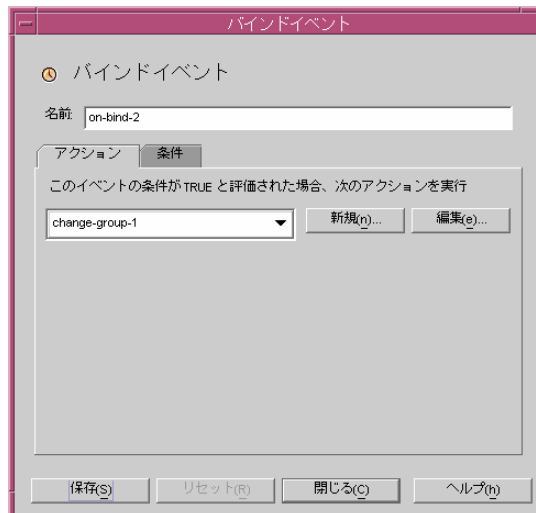 バインドイベント
バインドイベント
名前: on-bind-2
アクション 条件
このイベントの条件が TRUE と評価された場合、次のアクションを実行
change-group-1 新規(n)... 編集(e)...
保存(S) リセット(R) 閉じる(C) ヘルプ(h)